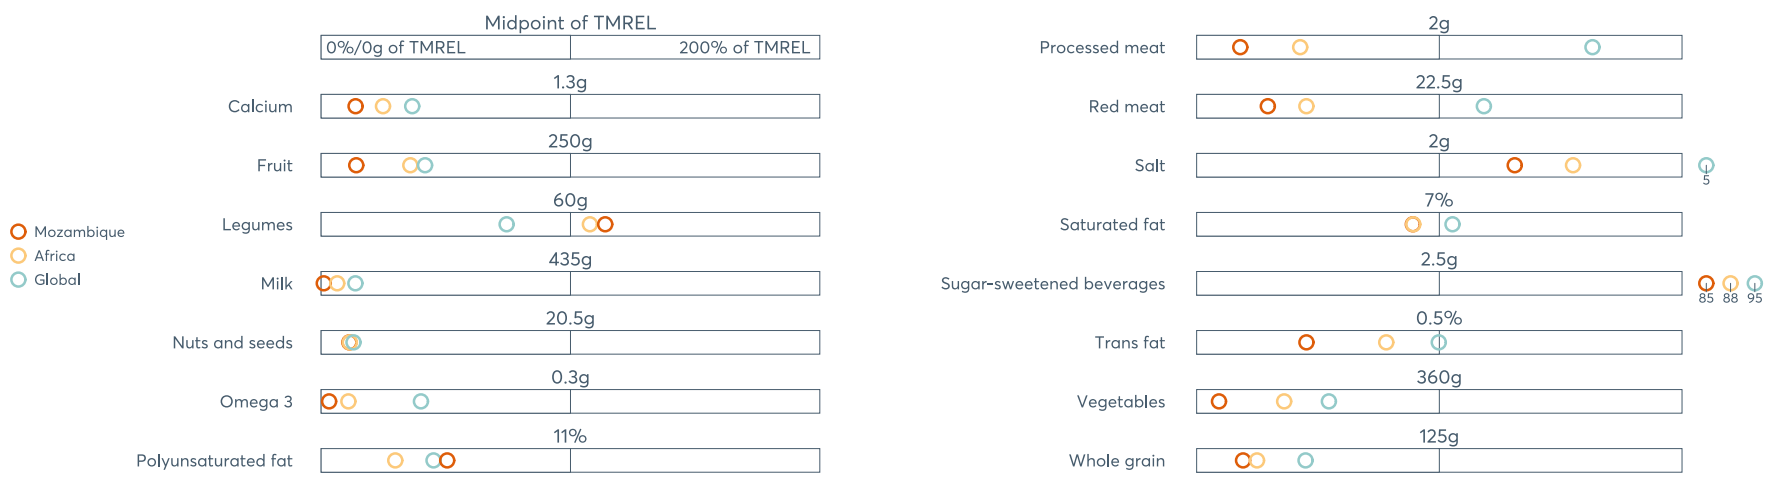 Midpoint of TMREL
0%/0g of TMREL 200% of TMREL
1.3g
Calcium
250g
Fruit
60g
Legumes
435g
Milk
20.5g
Nuts and seeds
0.3g
Omega 3
11%
Polyunsaturated fat
Mozambique
Africa
Global
2g
Processed meat
22.5g
Red meat
2g
Salt
5
7%
Saturated fat
2.5g
Sugar-sweetened beverages
85 88 95
0.5%
Trans fat
360g
Vegetables
125g
Whole grain